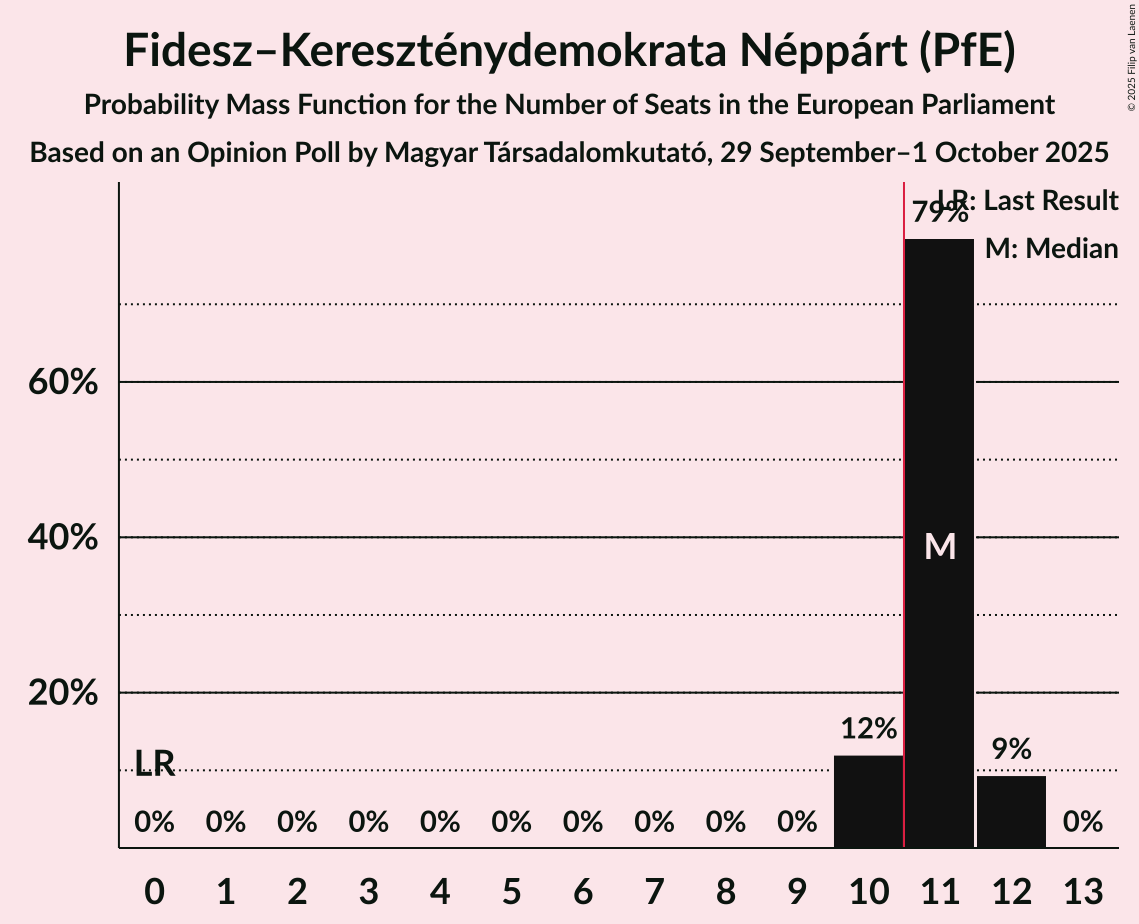 Fidesz–Kereszténydemokrata Néppárt (PfE)
Probability Mass Function for the Number of Seats in the European Parliament
Based on an Opinion Poll by Magyar Társadalomkutató, 29 September–1 October 2025
© 2025 Filip van Laenen
LR: Last Result
79%
M: Median
60%
40%
M
20%
12%
9%
LR
0% 0% 0% 0% 0% 0% 0% 0% 0% 0% 0%
0 1 2 3 4 5 6 7 8 9 10 11 12 13